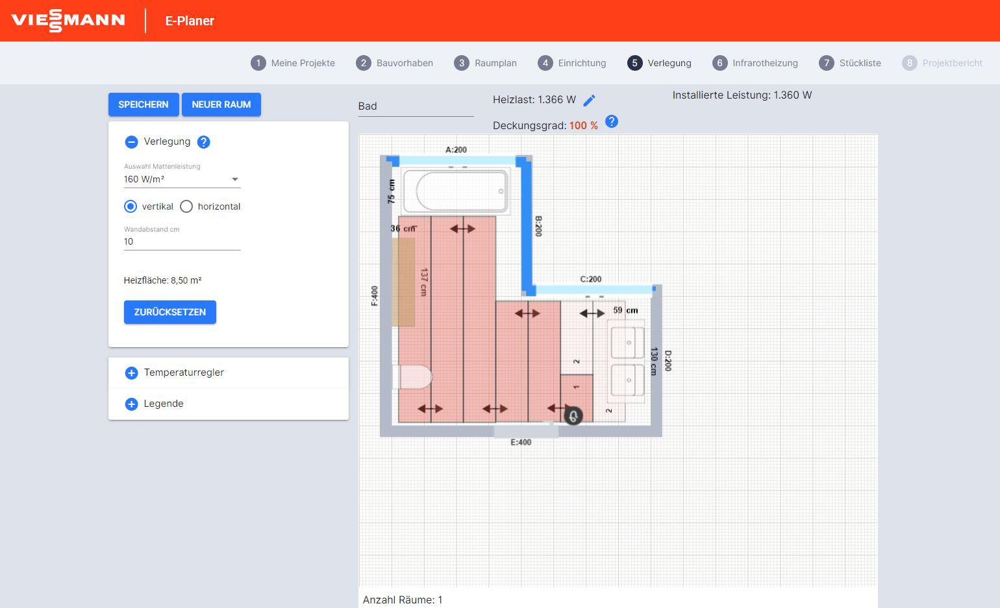 VIESSMANN
E-Planer
1 Meine Projekte
2 Bauvorhaben
3 Raumplan
4 Einrichtung
5 Verlegung
6 Infrarotheizung
7 Stückliste
8 Projektbericht
SPEICHERN
NEUER RAUM
Bad
Heizlast: 1.366 W
Installierte Leistung: 1.360 W
Deckungsgrad: 100 % ?
Verlegung ?
Auswahl Mattenleistung
160 W/m²
vertikal
horizontal
Wandabstand cm
10
Heizfläche: 8,50 m²
ZURÜCKSETZEN
Temperaturregler
Legende
A:200
75 cm
36 cm
B:200
137 cm
F:400
C:200
59 cm
2
130 cm
D:200
1
2
E:400
Anzahl Räume: 1